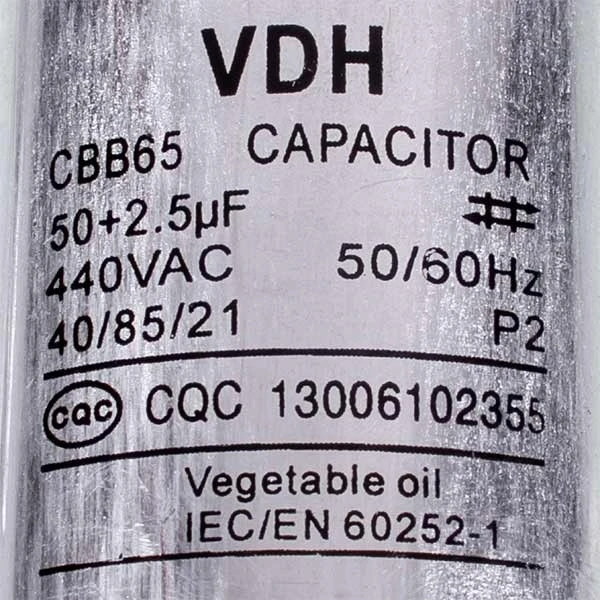 VDH
CBB65 CAPACITOR
50+2.5µF
440VAC 50/60Hz
40/85/21 P2
CQC CQC 13006102355
Vegetable oil
IEC/EN 60252-1